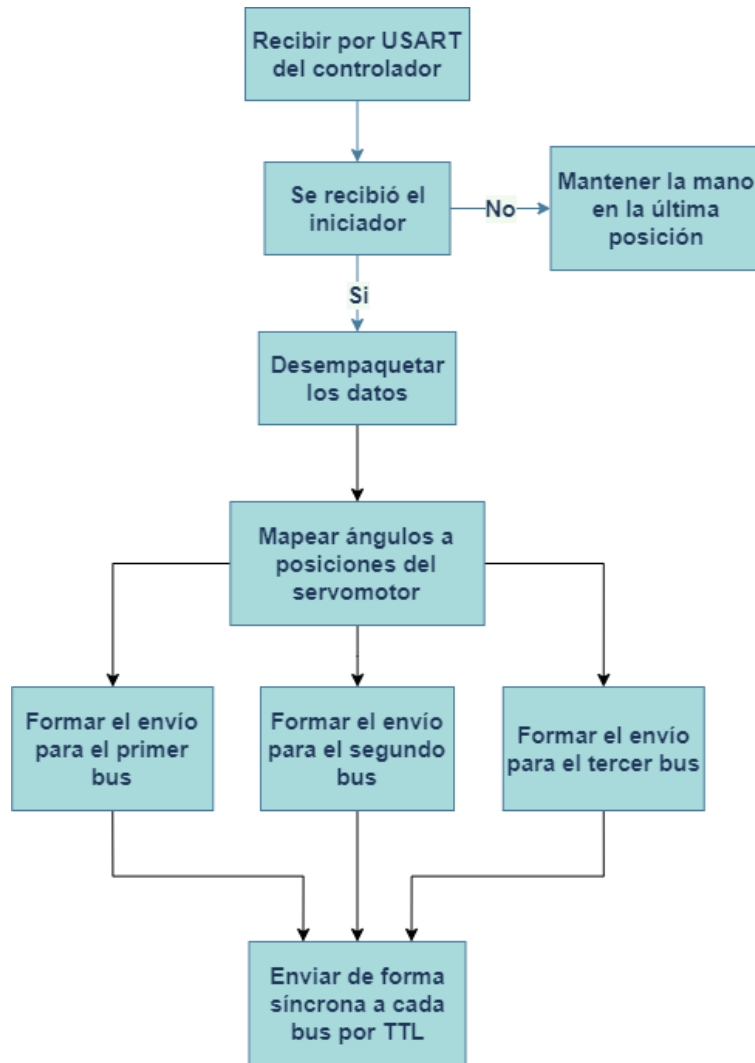 Recibir por USART
del controlador
Se recibió el
iniciador
No
Mantener la mano
en la última
posición
Si
Desempaquetar
los datos
Mapear ángulos a
posiciones del
servomotor
Formar el envío
para el primer
bus
Formar el envío
para el segundo
bus
Formar el envío
para el tercer bus
Enviar de forma
síncrona a cada
bus por TTL